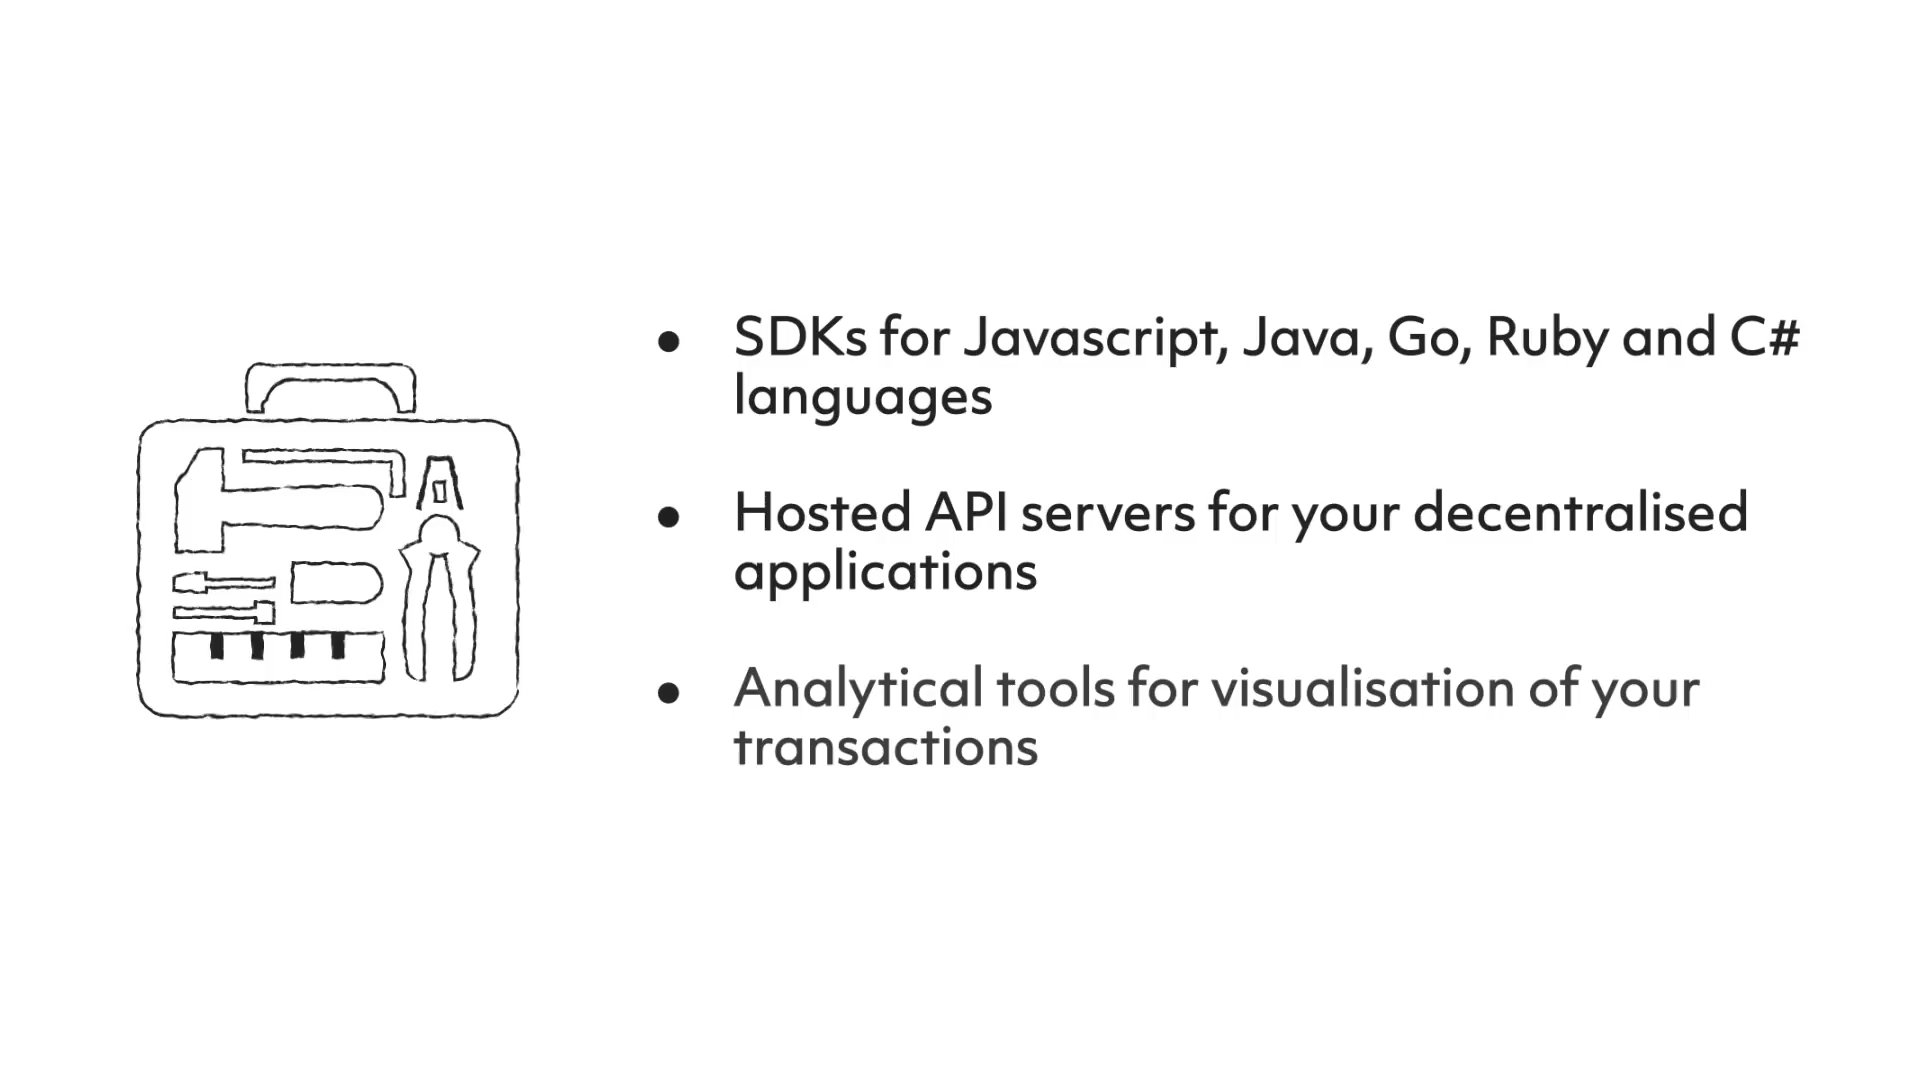 • SDKs for Javascript, Java, Go, Ruby and C#
languages
• Hosted API servers for your decentralised
applications
• Analytical tools for visualisation of your
transactions